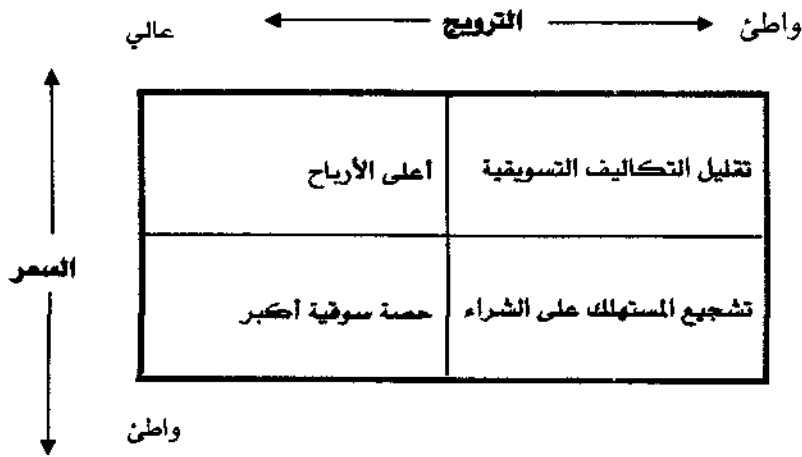 واطئ الترويج عالي
تقليل التكاليف التسويقية أعلى الأرباح
السعر
تشجيع المستهلك على الشراء حصة سوقية أكبر
واطئ